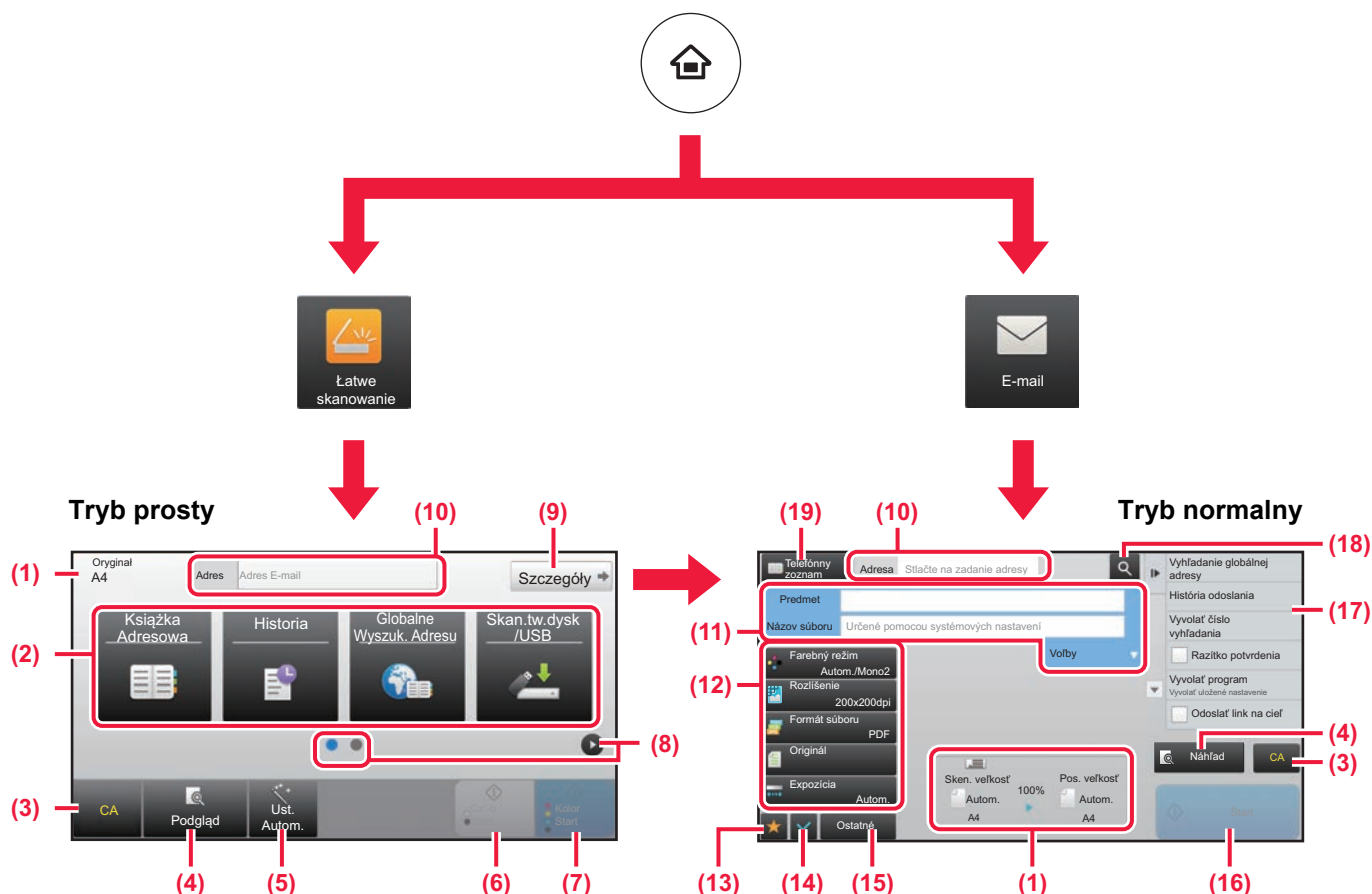 Łatwe
skanowanie
E-mail
Tryb prosty
(10)
(9)
(19)
(10)
Tryb normalny
(18)
(1)
Oryginał
A4
Adres
Adres E-mail
Szczegóły
(2)
Książka
Adresowa
Historia
Globalne
Wyszuk. Adresu
Skan.tw.dysk
/USB
(8)
(3)
CA
Podgląd
Ust.
Autom.
Kolor
Start
(4)
(5)
(6)
(7)
Telefónny
zoznam
Adresa
Stlačte na zadanie adresy
(11)
Predmet
Názov súboru
Určené pomocou systémových nastavení
Voľby
(12)
Farebný režim
Autom./Mono2
Rozlíšenie
200x200dpi
Formát súboru
PDF
Originál
Expozícia
Autom.
Ostatné
Sken. veľkosť
Autom.
A4
100%
Pos. veľkosť
Autom.
A4
Vyhľadanie globálnej
adresy
História odoslania
(17)
Vyvolať číslo
vyhľadania
Razítko potvrdenia
Vyvolať program
Vyvolať uložené nastavenie
Odoslať link na cieľ
(4)
Náhľad
CA
(3)
Start
(13)
(14)
(15)
(1)
(16)